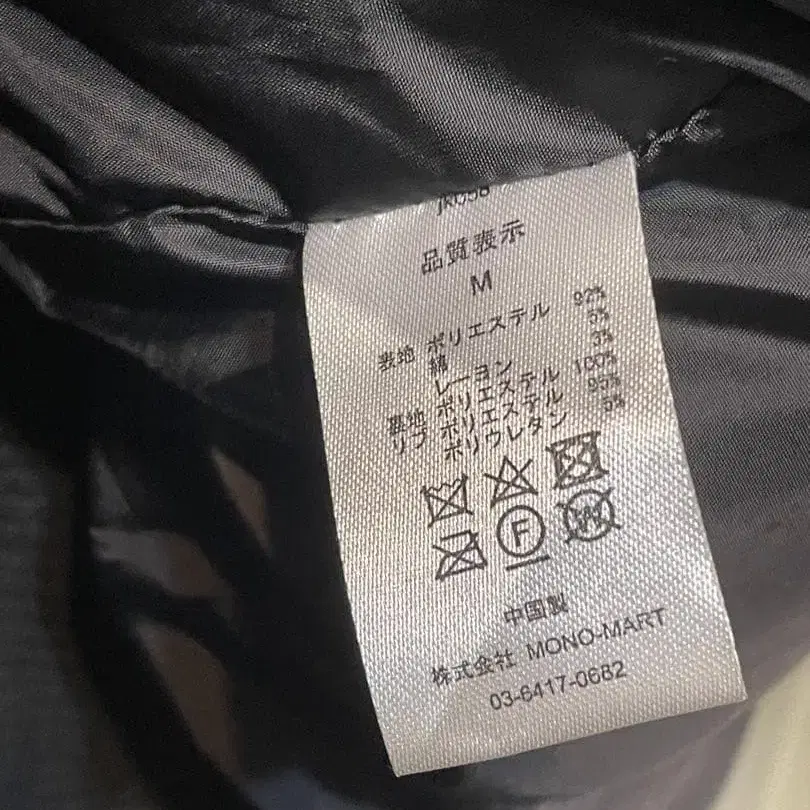 品質表示
M
表地 ポリエステル 92%
綿 5%
レーヨン 3%
裏地 ポリエステル 100%
リブ ポリエステル 95%
ポリウレタン 5%
F
W
中国製
株式会社 MONO-MART
03-6417-0682